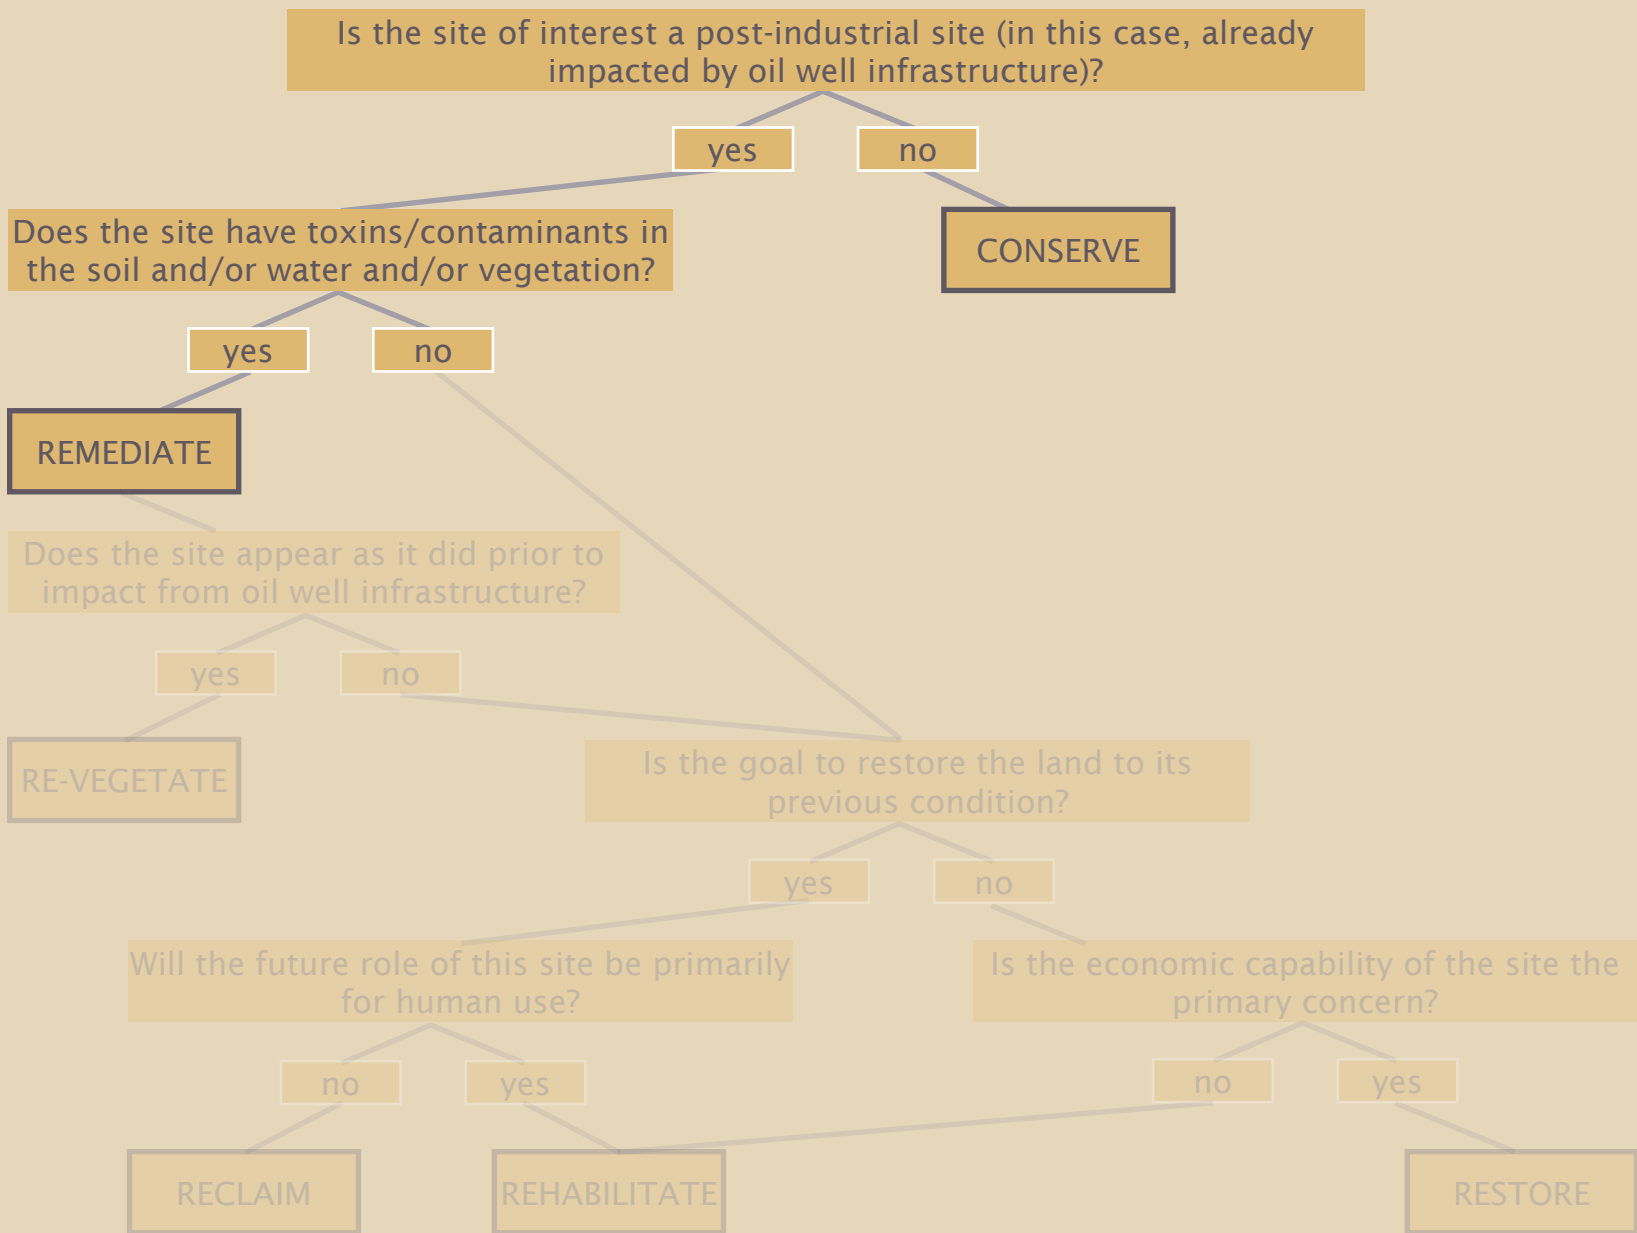 Is the site of interest a post-industrial site (in this case, already
impacted by oil well infrastructure)?
yes
no
Does the site have toxins/contaminants in
the soil and/or water and/or vegetation?
CONSERVE
yes
no
REMEDIATE
Does the site appear as it did prior to
impact from oil well infrastructure?
yes
no
RE-VEGETATE
Is the goal to restore the land to its
previous condition?
yes
no
Will the future role of this site be primarily
for human use?
Is the economic capability of the site the
primary concern?
no
yes
no
yes
RECLAIM
REHABILITATE
RESTORE